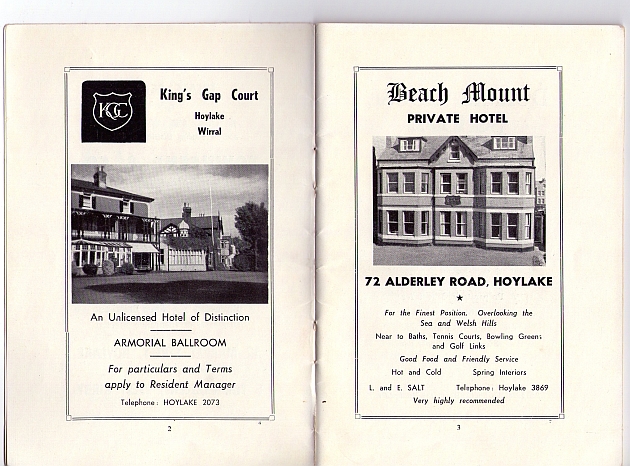 KGC
King's Gap Court
Hoylake
Wirral
An Unlicensed Hotel of Distinction
ARMORIAL BALLROOM
For particulars and Terms
apply to Resident Manager
Telephone: HOYLAKE 2073
2
Beach Mount
PRIVATE HOTEL
72 ALDERLEY ROAD, HOYLAKE
★
For the Finest Position. Overlooking the
Sea and Welsh Hills
Near to Baths, Tennis Courts, Bowling Greens
and Golf Links
Good Food and Friendly Service
Hot and Cold Spring Interiors
L. and E. SALT Telephone: Hoylake 3869
Very highly recommended
3